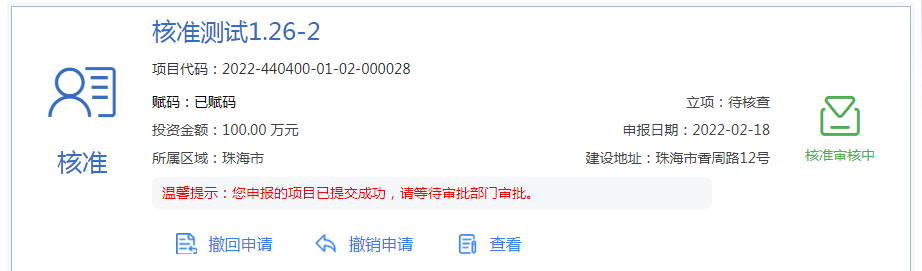 核准测试1.26-2
项目代码：2022-440400-01-02-000028
赋码：已赋码 立项：待核查
投资金额：100.00 万元 申报日期：2022-02-18
所属区域：珠海市 建设地址：珠海市香周路12号
核准
核准审核中
温馨提示：您申报的项目已提交成功，请等待审批部门审批。
撤回申请 撤销申请 查看